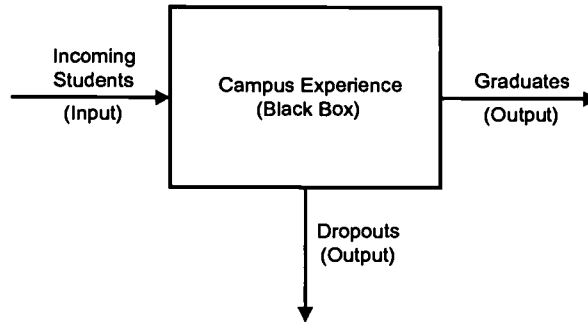 Incoming
Students
(Input)
Campus Experience
(Black Box)
Graduates
(Output)
Dropouts
(Output)